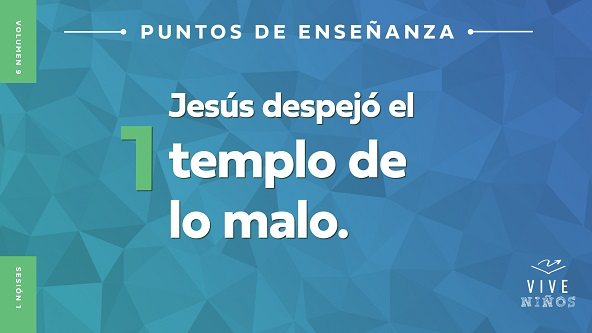 VOLUMEN 9
PUNTOS DE ENSEÑANZA
1
Jesús despejó el
templo de
lo malo.
SESIÓN 1
VIVE
NIÑOS